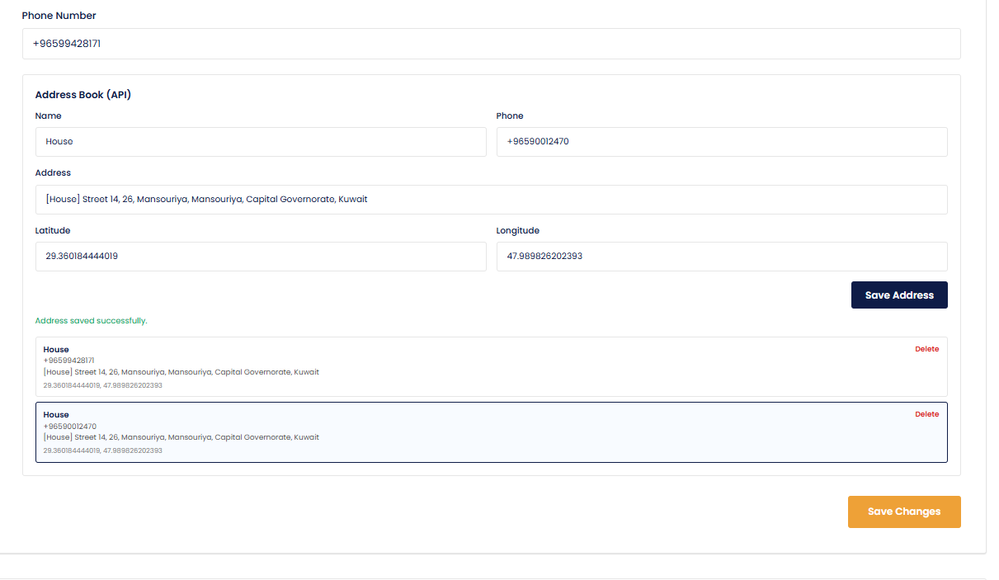 Phone Number
+96599428171
Address Book (API)
Name
Phone
House
+96590012470
Address
[House] Street 14, 26, Mansouriya, Mansouriya, Capital Governorate, Kuwait
Latitude
Longitude
29.360184444019
47.989826202393
Save Address
Address saved successfully.
House
Delete
+96599428171
[House] Street 14, 26, Mansouriya, Mansouriya, Capital Governorate, Kuwait
29.360184444019, 47.989826202393
House
Delete
+96590012470
[House] Street 14, 26, Mansouriya, Mansouriya, Capital Governorate, Kuwait
29.360184444019, 47.989826202393
Save Changes